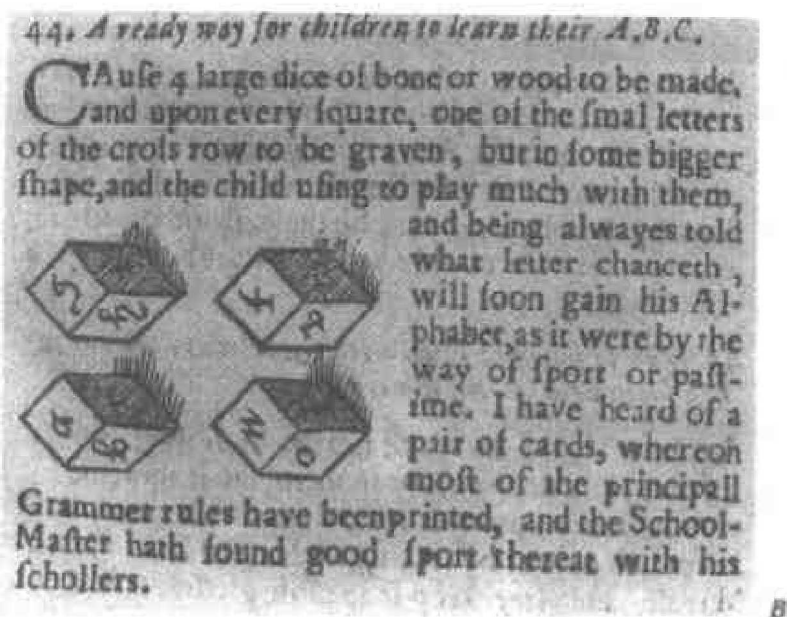 44. A ready way for children to learn their A.B.C.
CAuſe 4 large dice of bone or wood to be made,
and upon every ſquare, one of the ſmal letters
of the croſs row to be graven, but in ſome bigger
ſhape, and the child uſing to play much with them,
and being alwayes told
what letter chanceth,
will ſoon gain his Al-
phabet, as it were by the
way of ſport or paſt-
ime. I have heard of a
pair of cards, whereon
moſt of the principall
Grammer rules have been printed, and the School-
Maſter hath found good ſport thereat with his
ſchollers.
B